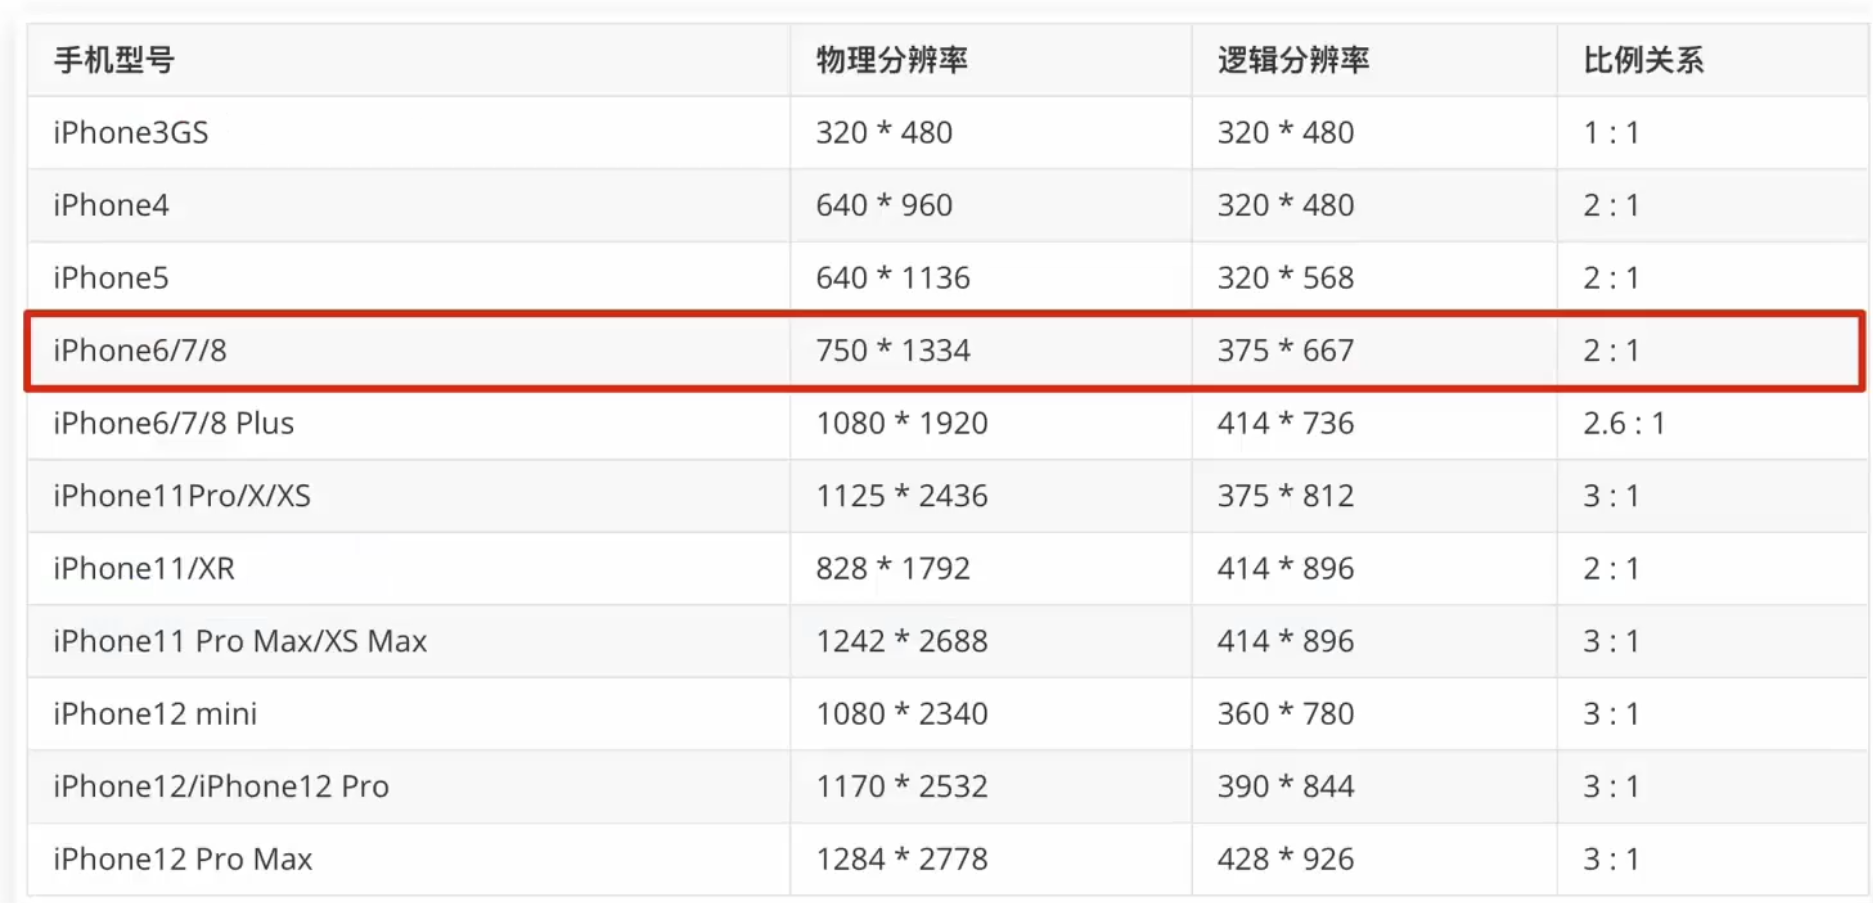 手机型号 物理分辨率 逻辑分辨率 比例关系
iPhone3GS 320 * 480 320 * 480 1 : 1
iPhone4 640 * 960 320 * 480 2 : 1
iPhone5 640 * 1136 320 * 568 2 : 1
iPhone6/7/8 750 * 1334 375 * 667 2 : 1
iPhone6/7/8 Plus 1080 * 1920 414 * 736 2.6 : 1
iPhone11Pro/X/XS 1125 * 2436 375 * 812 3 : 1
iPhone11/XR 828 * 1792 414 * 896 2 : 1
iPhone11 Pro Max/XS Max 1242 * 2688 414 * 896 3 : 1
iPhone12 mini 1080 * 2340 360 * 780 3 : 1
iPhone12/iPhone12 Pro 1170 * 2532 390 * 844 3 : 1
iPhone12 Pro Max 1284 * 2778 428 * 926 3 : 1